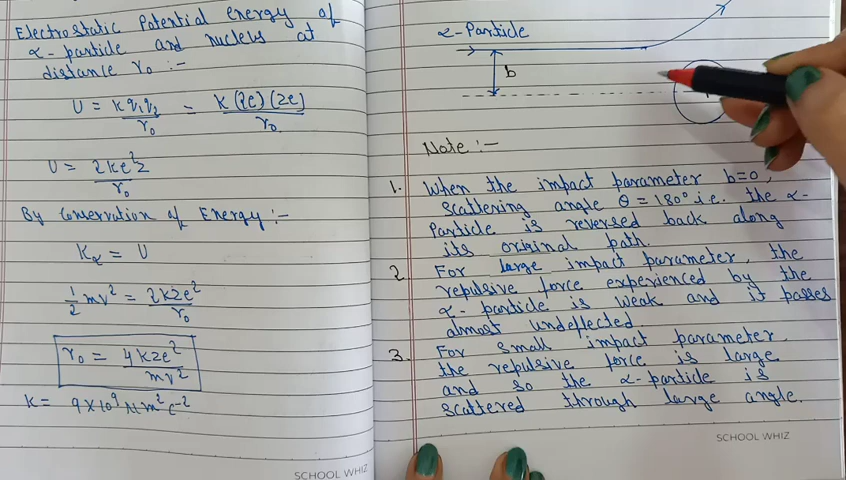 Electrostatic Potential energy of
α-particle and nucleus at
distance r₀ :-
U = Kq₁q₂/r₀ = K(Ze)(2e)/r₀
U = 2Ke²Z/r₀
By Conservation of Energy :-
Kα = U
1/2 mv² = 2KZe²/r₀
r₀ = 4KZe²/mv²
K = 9×10⁹ Nm²C⁻²
SCHOOL WHIZ
α-Particle
b
Note :-
1. When the impact parameter b=0,
scattering angle θ = 180° i.e. the α-
Particle is reversed back along
its original path.
2. For large impact parameter, the
repulsive force experienced by the
α-particle is weak and it passes
almost undeflected
3. For small impact parameter.
the repulsive force is large
and so the α-particle is
scattered through large angle.
SCHOOL WHIZ